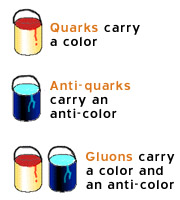 Quarks carry
a color
Anti-quarks
carry an
anti-color
Gluons carry
a color and
an anti-color